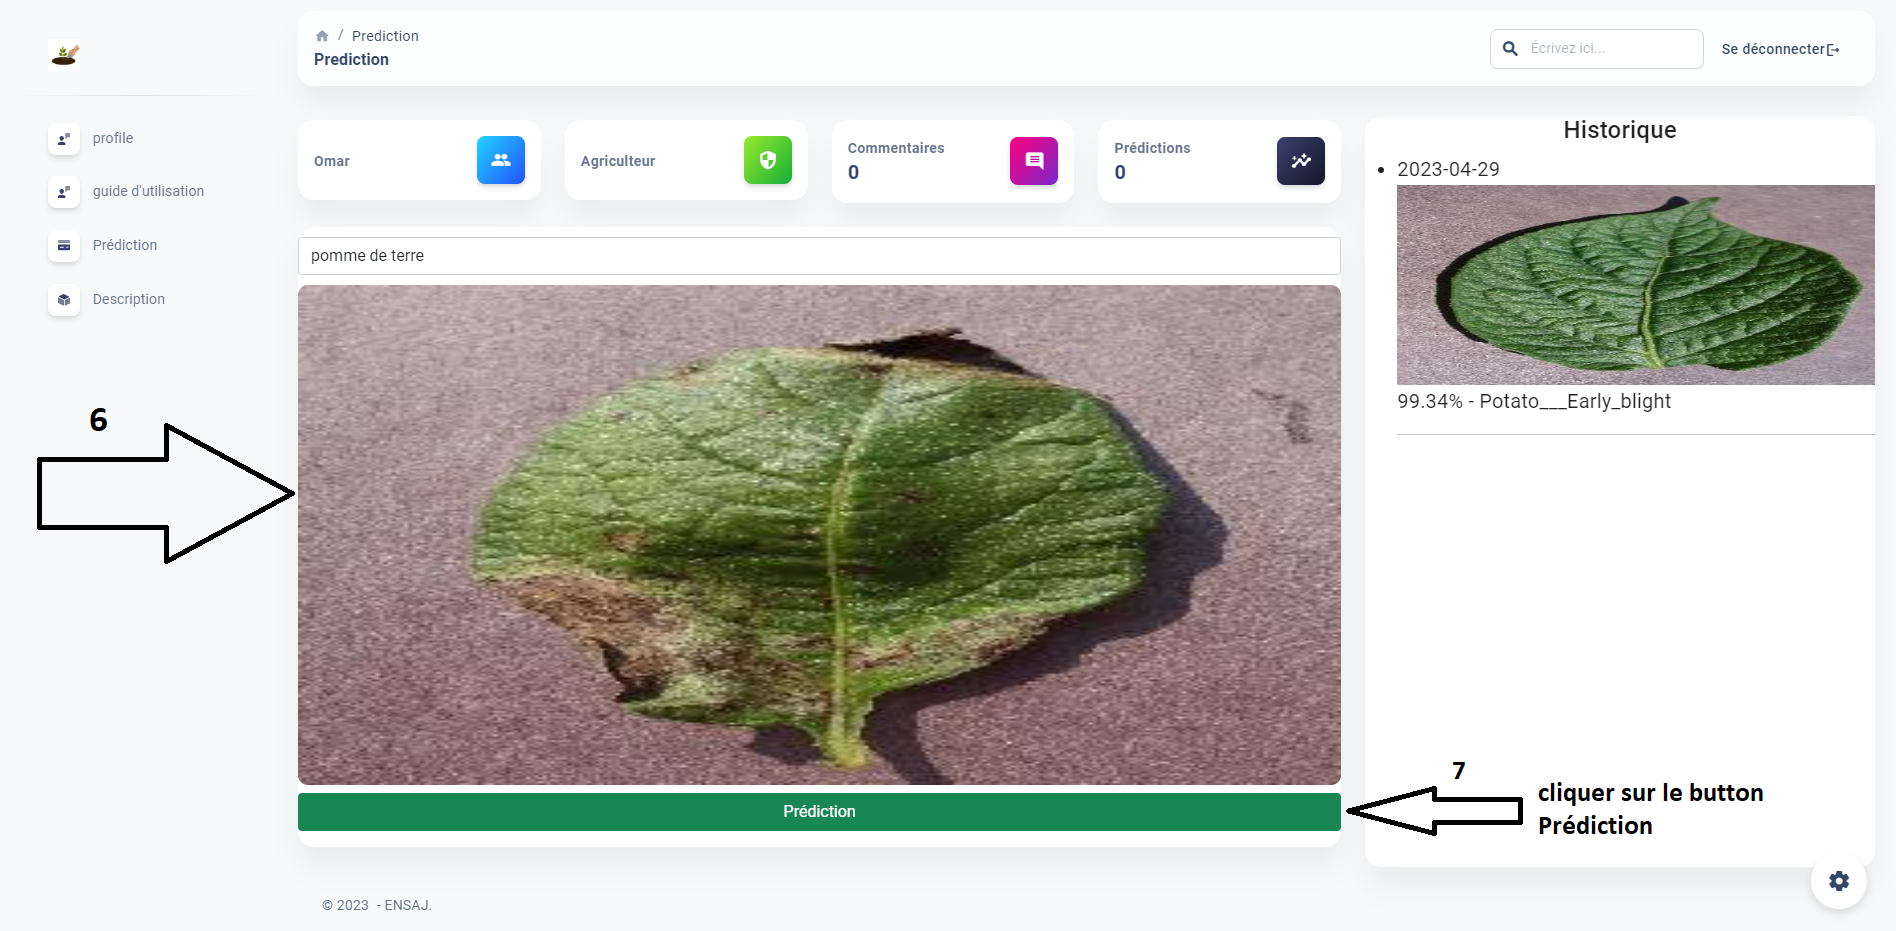 / Prediction
Prediction
Écrivez ici...
Se déconnecter
profile
guide d'utilisation
Prédiction
Description
Omar
Agriculteur
Commentaires
0
Prédictions
0
pomme de terre
6
Prédiction
Historique
2023-04-29
99.34% - Potato___Early_blight
7
cliquer sur le button
Prédiction
© 2023 - ENSAJ.